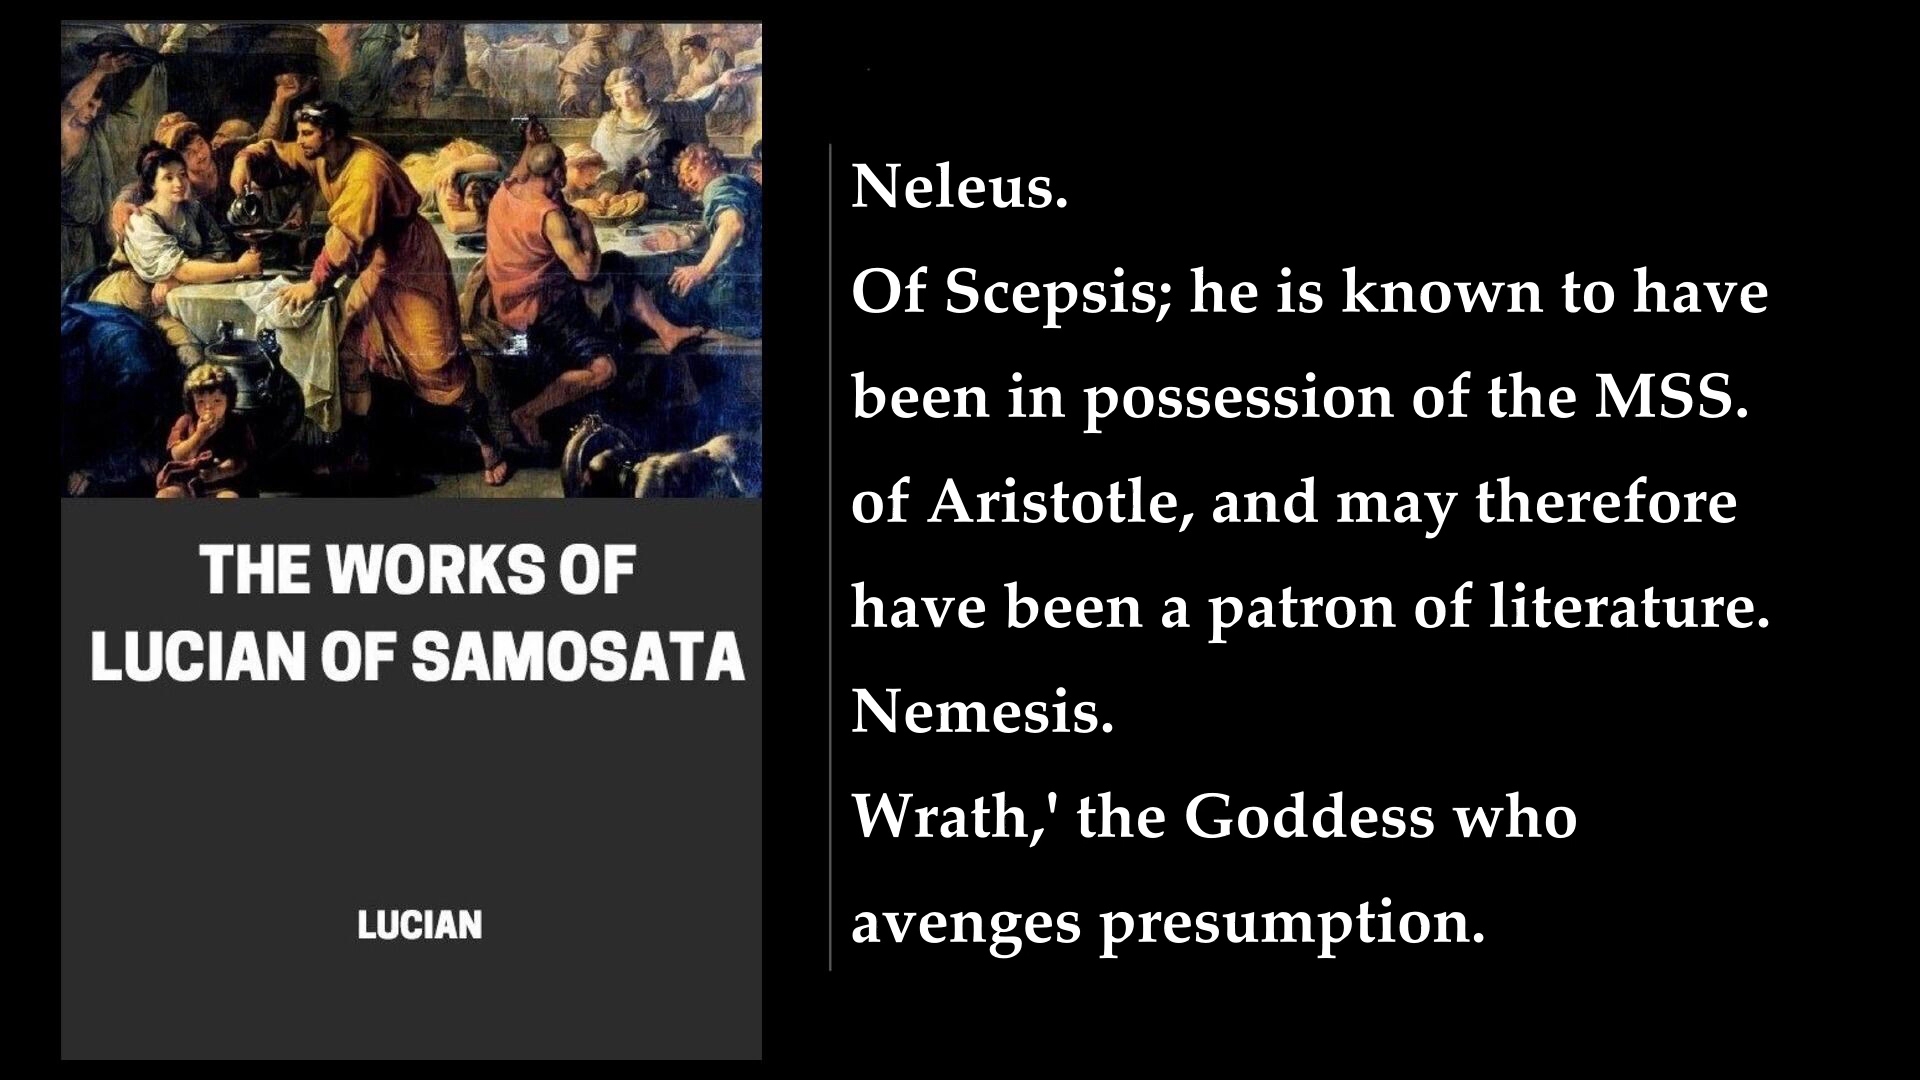 THE WORKS OF
LUCIAN OF SAMOSATA
LUCIAN
Neleus.
Of Scepsis; he is known to have
been in possession of the MSS.
of Aristotle, and may therefore
have been a patron of literature.
Nemesis.
Wrath,' the Goddess who
avenges presumption.